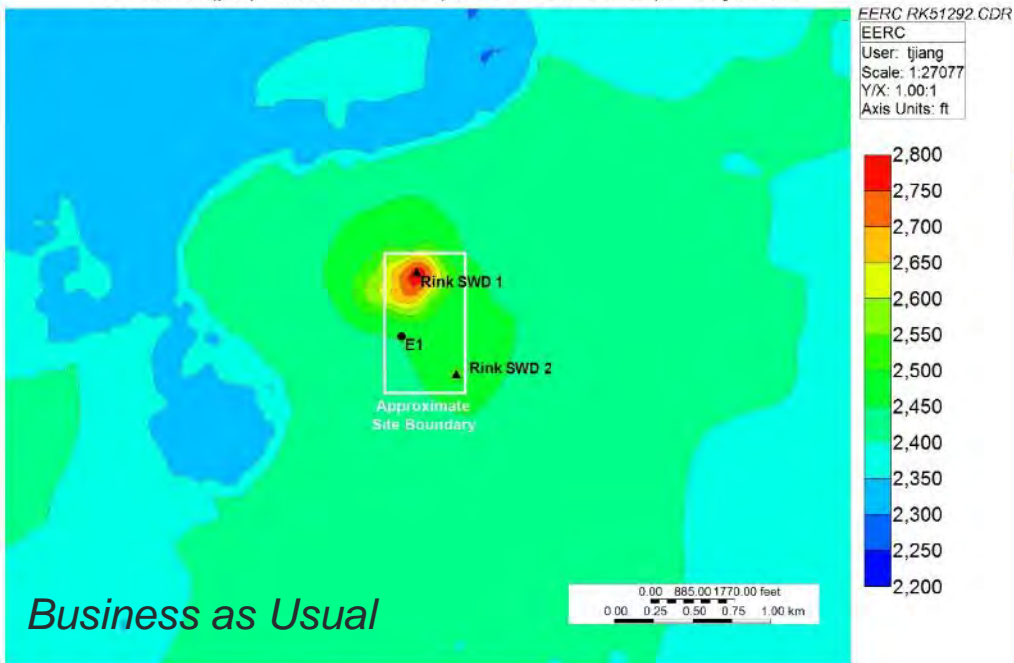 EERC RK51292.CDR
EERC
User: tjiang
Scale: 1:27077
Y/X: 1.00:1
Axis Units: ft
2,800
2,750
2,700
2,650
2,600
2,550
2,500
2,450
2,400
2,350
2,300
2,250
2,200
Rink SWD 1
E1
Rink SWD 2
Approximate
Site Boundary
Business as Usual
0.00 885.00 1770.00 feet
0.00 0.25 0.50 0.75 1.00 km